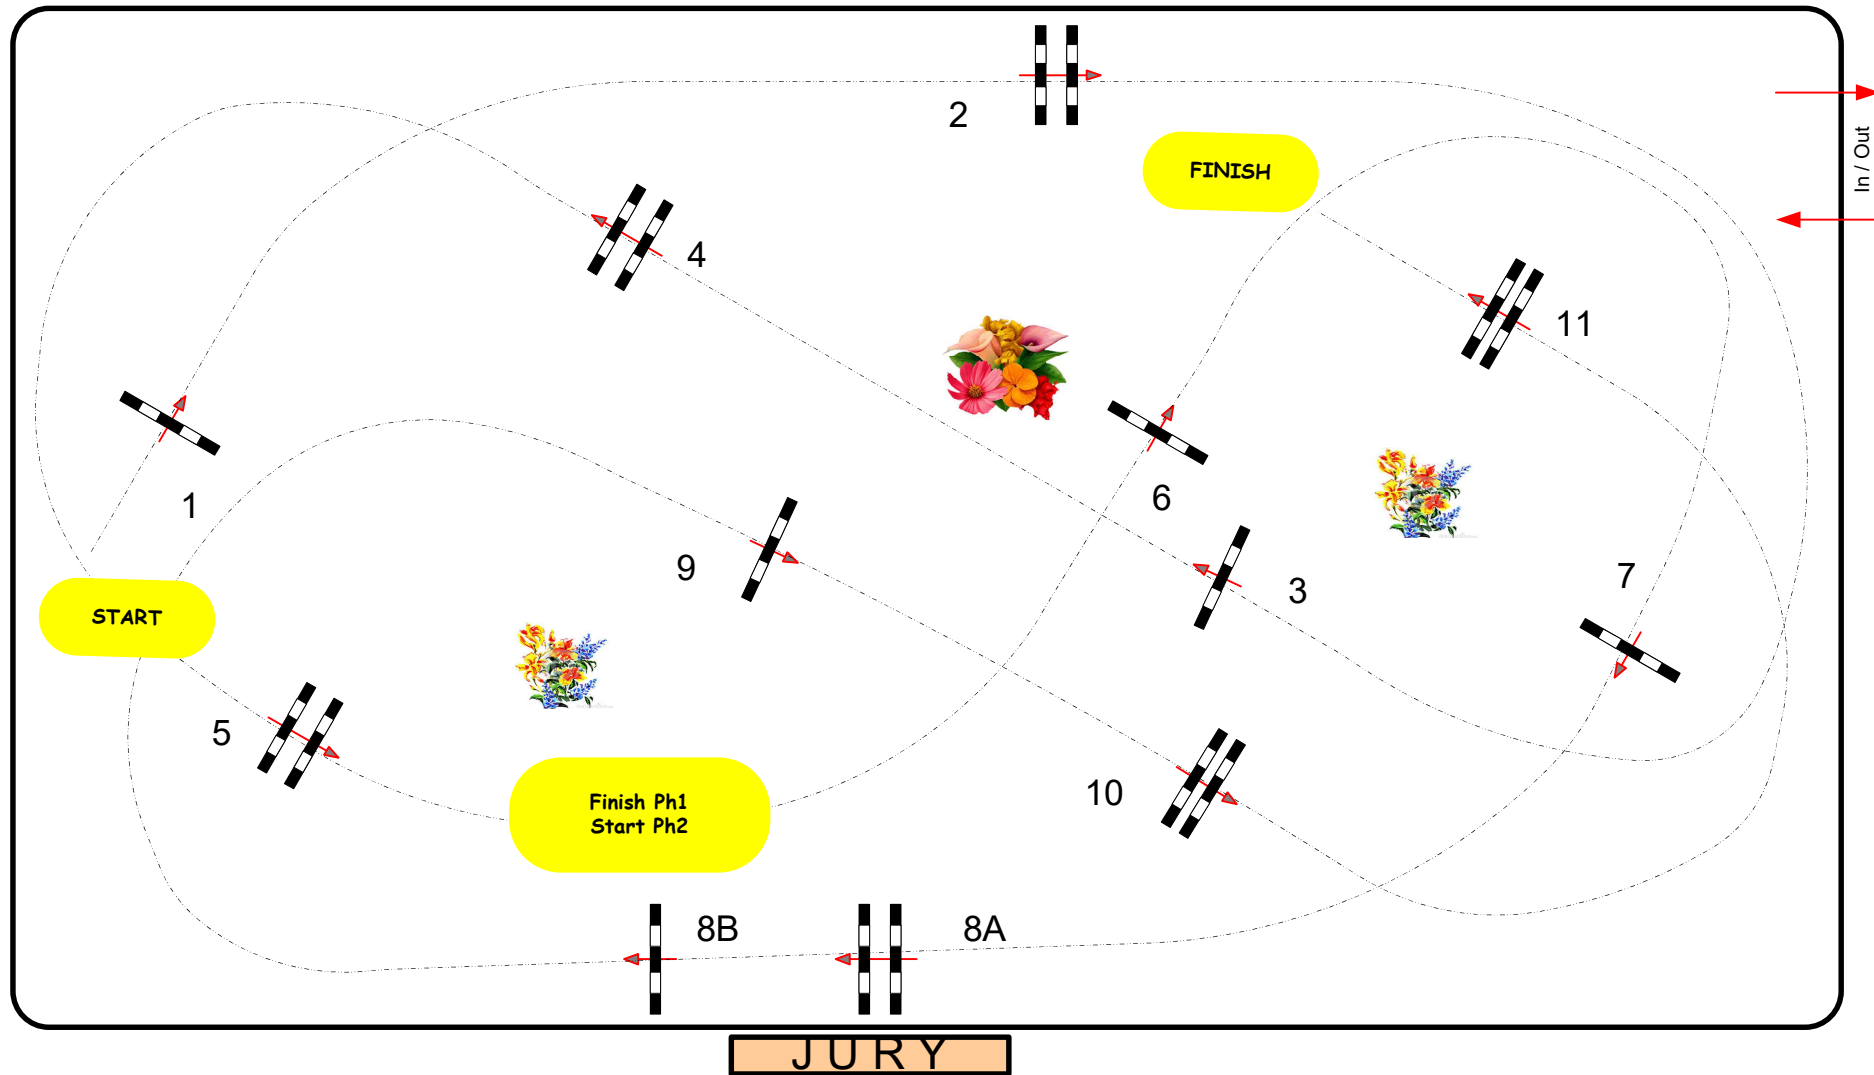 2
FINISH
In / Out
4
11
1
6
9
3
7
START
5
Finish Ph1
Start Ph2
10
8B
8A
JURY